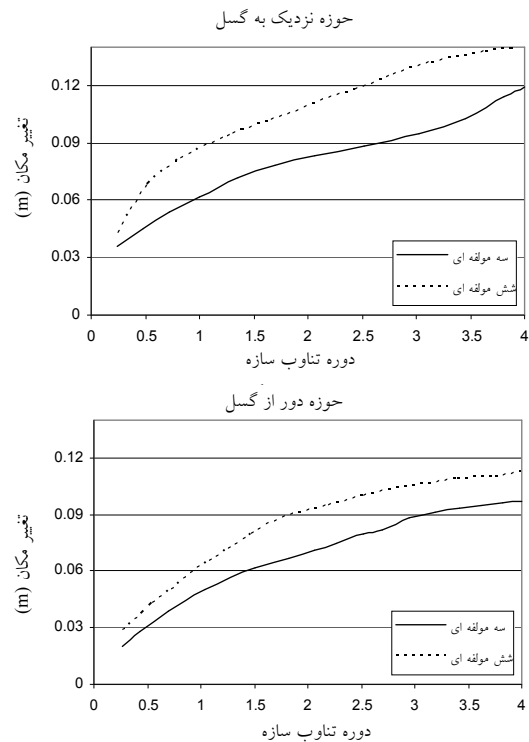 حوزه نزدیک به گسل
تغییر مکان (m)
0.12
0.09
0.06
0.03
0
0 0.5 1 1.5 2 2.5 3 3.5 4
سه مولفه ای
شش مولفه ای
دوره تناوب سازه
حوزه دور از گسل
تغییر مکان (m)
0.12
0.09
0.06
0.03
0
0 0.5 1 1.5 2 2.5 3 3.5 4
سه مولفه ای
شش مولفه ای
دوره تناوب سازه